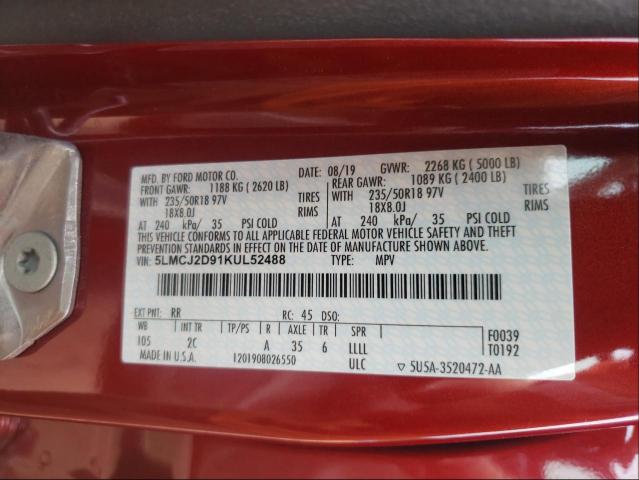 MFD. BY FORD MOTOR CO. DATE: 08/19 GVWR: 2268 KG ( 5000 LB)
FRONT GAWR: 1188 KG ( 2620 LB) REAR GAWR: 1089 KG ( 2400 LB)
WITH 235/50R18 97V TIRES WITH 235/50R18 97V TIRES
18X8.0J RIMS 18X8.0J RIMS
AT 240 kPa/ 35 PSI COLD AT 240 kPa/ 35 PSI COLD
THIS VEHICLE CONFORMS TO ALL APPLICABLE FEDERAL MOTOR VEHICLE SAFETY AND THEFT
PREVENTION STANDARDS IN EFFECT ON THE DATE OF MANUFACTURE SHOWN ABOVE.
VIN: 5LMCJ2D91KUL52488 TYPE: MPV
EXT PNT: RR RC: 45 DSO:
WB INT TR TP/PS R AXLE TR SPR F0039
105 2C A 35 6 LLLL T0192
MADE IN U.S.A. 1201908026550 ULC 5U5A-3520472-AA